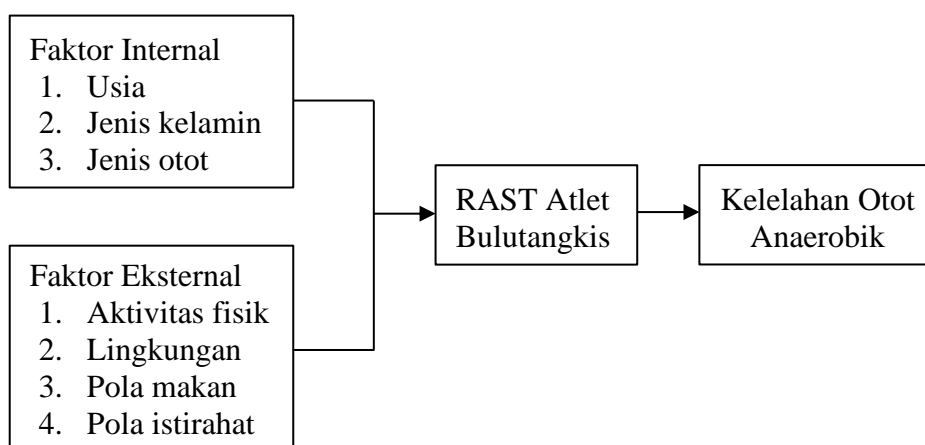 Faktor Internal
1. Usia
2. Jenis kelamin
3. Jenis otot
Faktor Eksternal
1. Aktivitas fisik
2. Lingkungan
3. Pola makan
4. Pola istirahat
RAST Atlet
Bulutangkis
Kelelahan Otot
Anaerobik